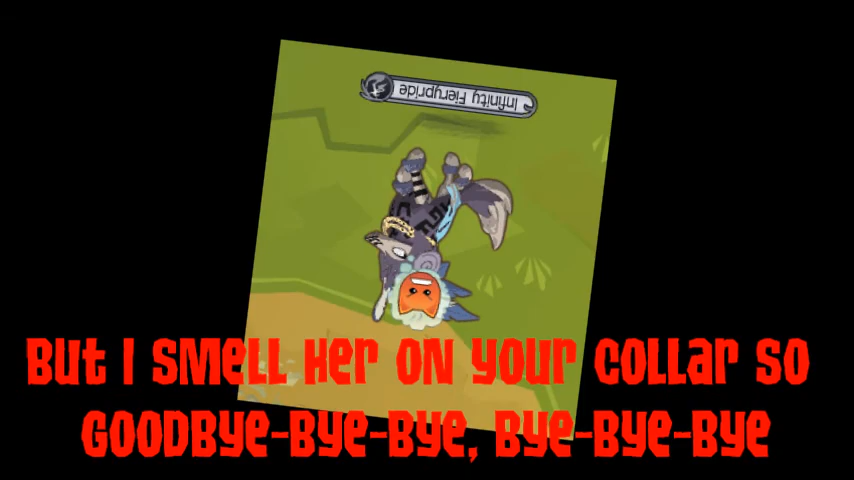 Infinity Fierypride
But I smell her on your collar so
goodbye-bye-bye, bye-bye-bye